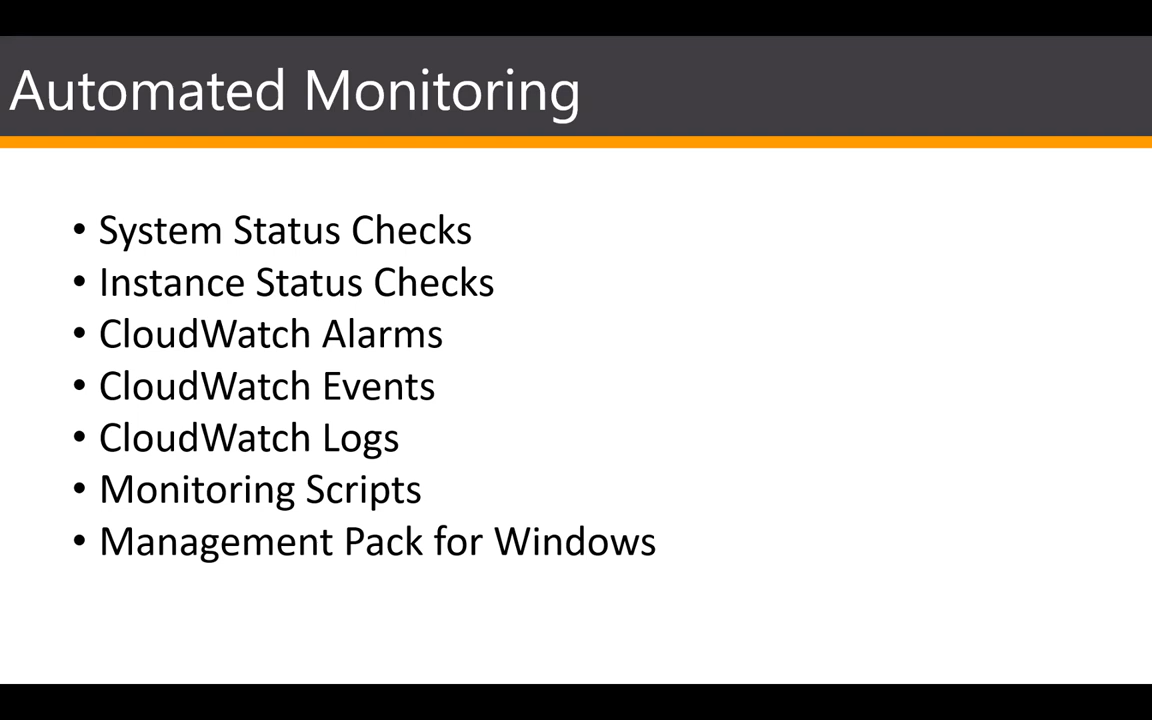 Automated Monitoring
• System Status Checks
• Instance Status Checks
• CloudWatch Alarms
• CloudWatch Events
• CloudWatch Logs
• Monitoring Scripts
• Management Pack for Windows